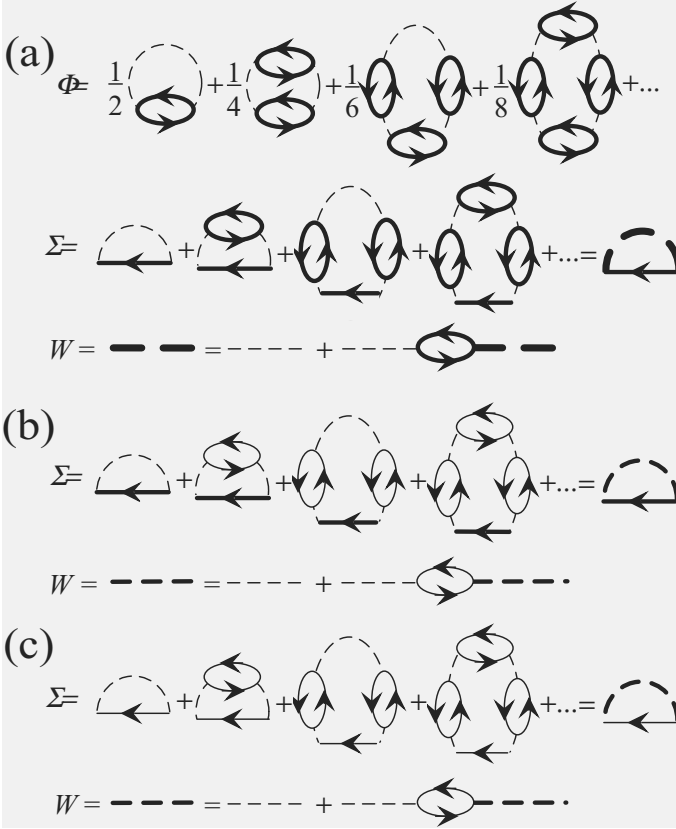 (a)
Φ= 1/2 + 1/4 + 1/6 + 1/8 +...
Σ= + + + +...=
W = = +
(b)
Σ= + + + +...=
W = = +
(c)
Σ= + + + +...=
W = = +